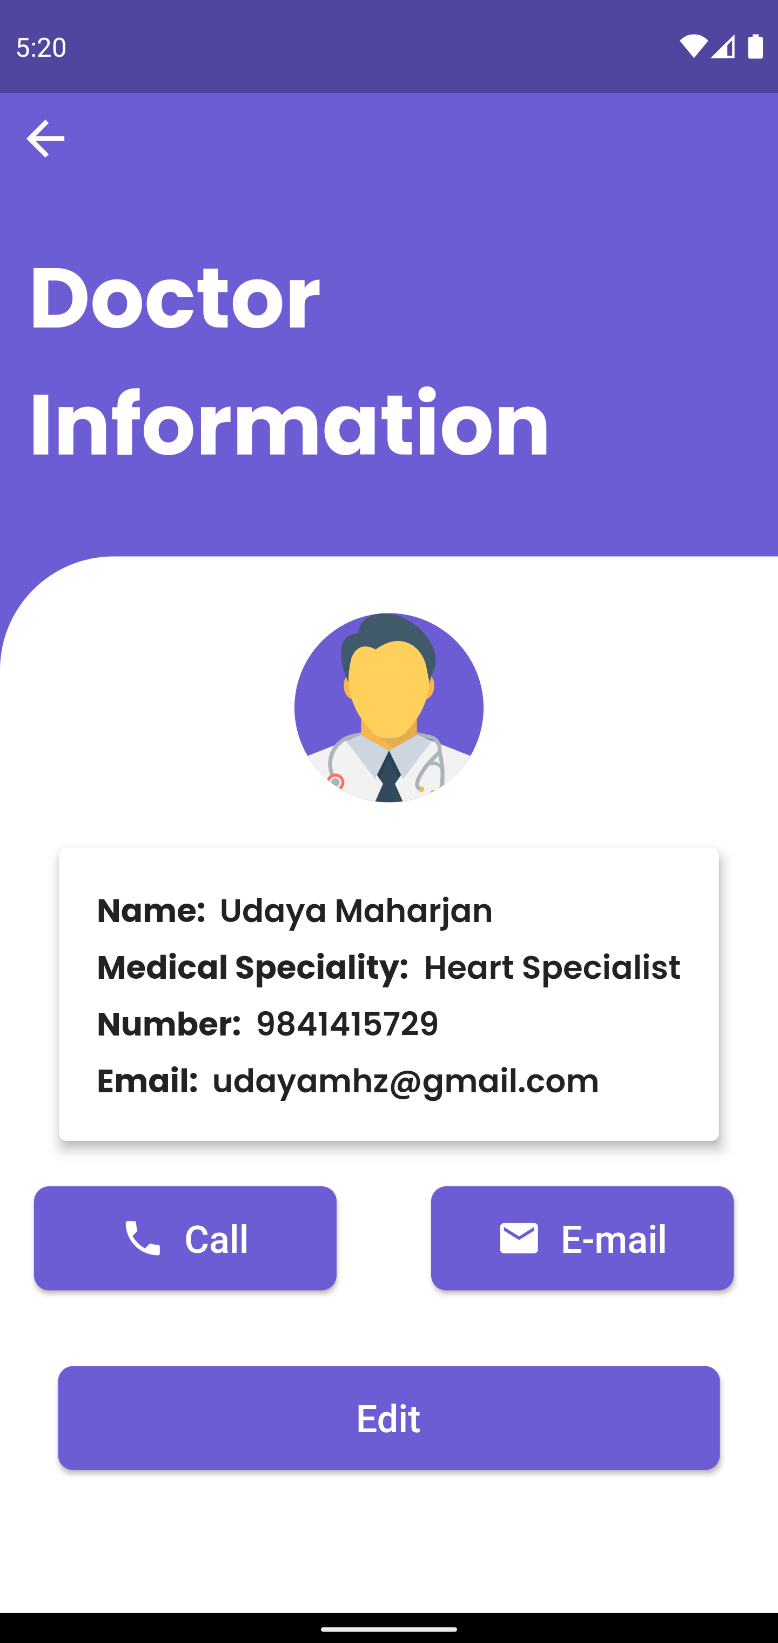 5:20
Doctor
Information
Name: Udaya Maharjan
Medical Speciality: Heart Specialist
Number: 9841415729
Email: udayamhz@gmail.com
Call
E-mail
Edit